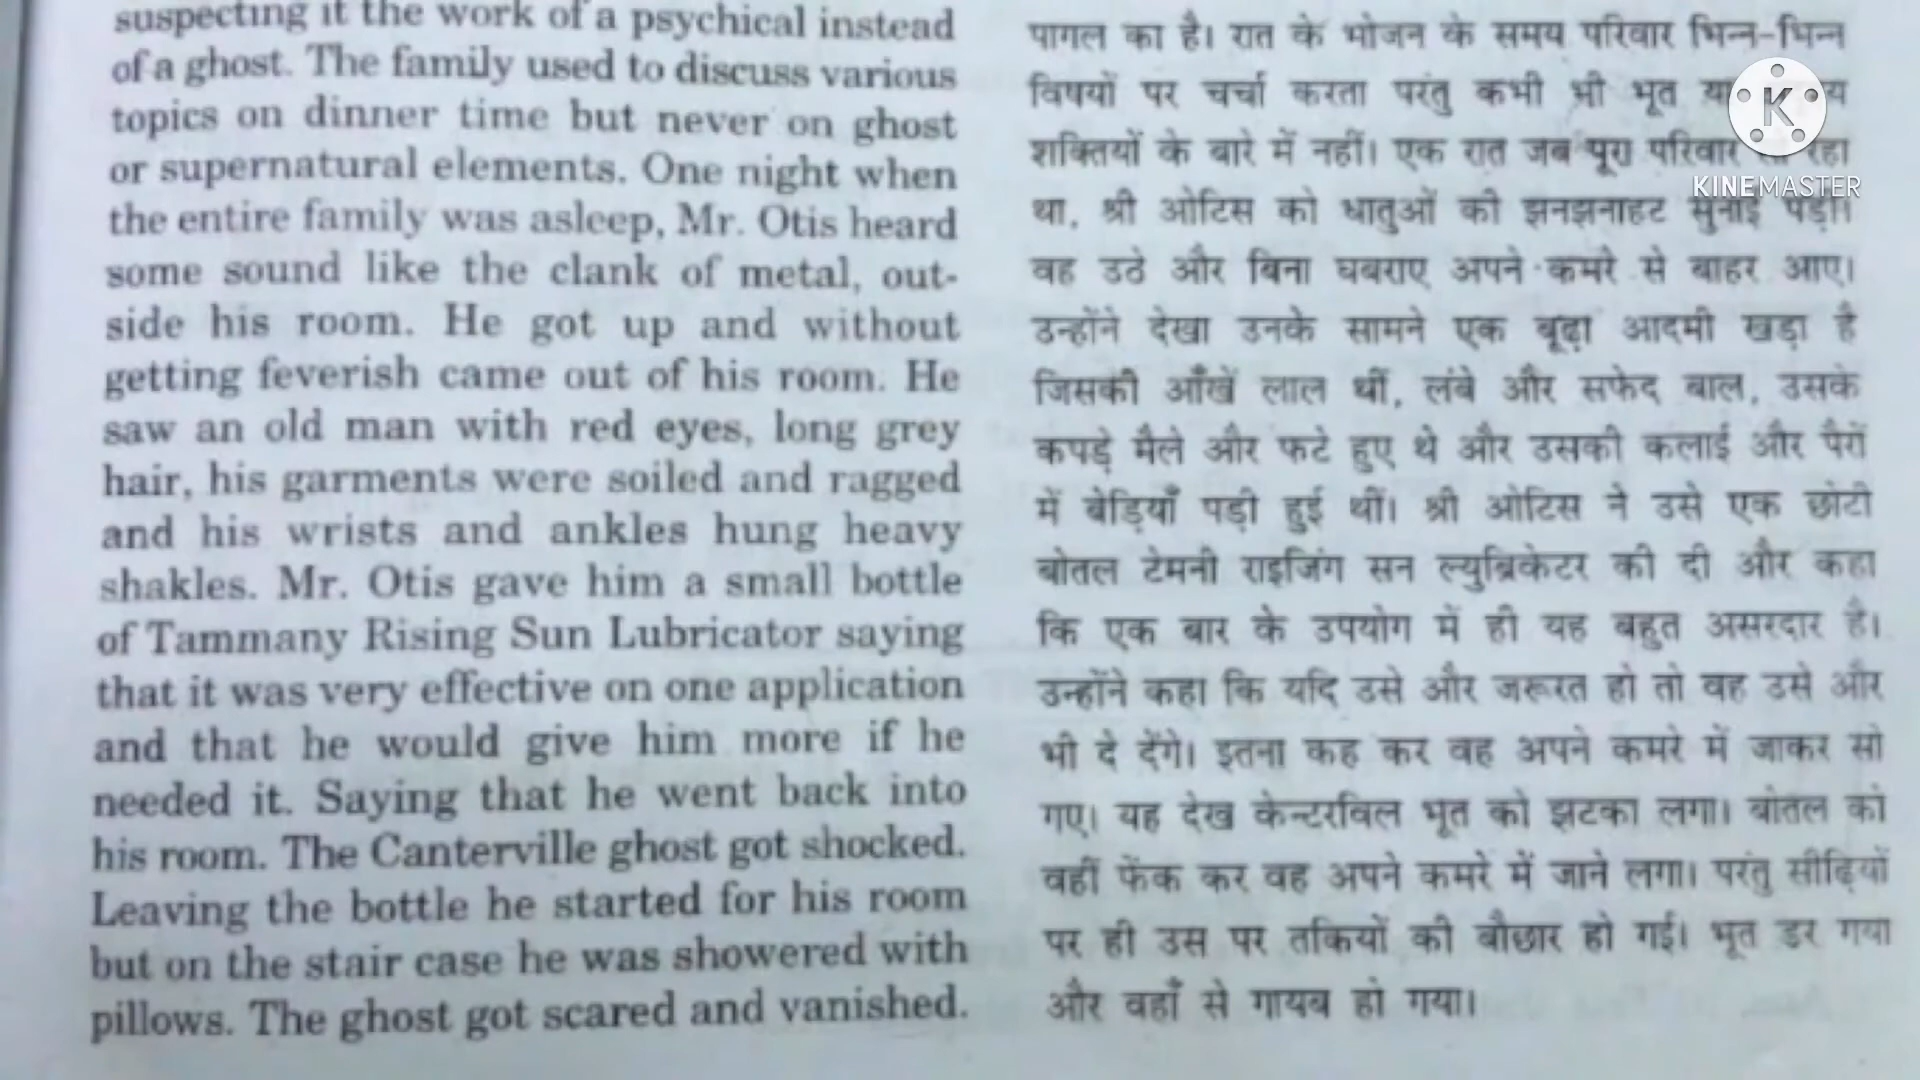 suspecting it the work of a psychical instead
of a ghost. The family used to discuss various
topics on dinner time but never on ghost
or supernatural elements. One night when
the entire family was asleep, Mr. Otis heard
some sound like the clank of metal, out-
side his room. He got up and without
getting feverish came out of his room. He
saw an old man with red eyes, long grey
hair, his garments were soiled and ragged
and his wrists and ankles hung heavy
shakles. Mr. Otis gave him a small bottle
of Tammany Rising Sun Lubricator saying
that it was very effective on one application
and that he would give him more if he
needed it. Saying that he went back into
his room. The Canterville ghost got shocked.
Leaving the bottle he started for his room
but on the stair case he was showered with
pillows. The ghost got scared and vanished.
पागल का है। रात के भोजन के समय परिवार भिन्न-भिन्न
विषयों पर चर्चा करता परंतु कभी भी भूत
शक्तियों के बारे में नहीं। एक रात जब पूरा परिवार रहा
था, श्री ओटिस को धातुओं की झनझनाहट सुनाई पड़ी।
वह उठे और बिना घबराए अपने कमरे से बाहर आए।
उन्होंने देखा उनके सामने एक बूढ़ा आदमी खड़ा है
जिसकी आँखें लाल थीं, लंबे और सफेद बाल, उसके
कपड़े मैले और फटे हुए थे और उसकी कलाई और पैरों
में बेड़ियाँ पड़ी हुई थीं। श्री ओटिस ने उसे एक छोटी
बोतल टेमनी राइजिंग सन ल्युब्रिकेटर की दी और कहा
कि एक बार के उपयोग में ही यह बहुत असरदार है।
उन्होंने कहा कि यदि उसे और जरूरत हो तो वह उसे और
भी दे देंगे। इतना कह कर वह अपने कमरे में जाकर सो
गए। यह देख केन्टरविल भूत को झटका लगा। बोतल को
वहीं फेंक कर वह अपने कमरे में जाने लगा। परंतु सीढ़ियों
पर ही उस पर तकियों की बौछार हो गई। भूत डर गया
और वहाँ से गायब हो गया।
K
KINEMASTER